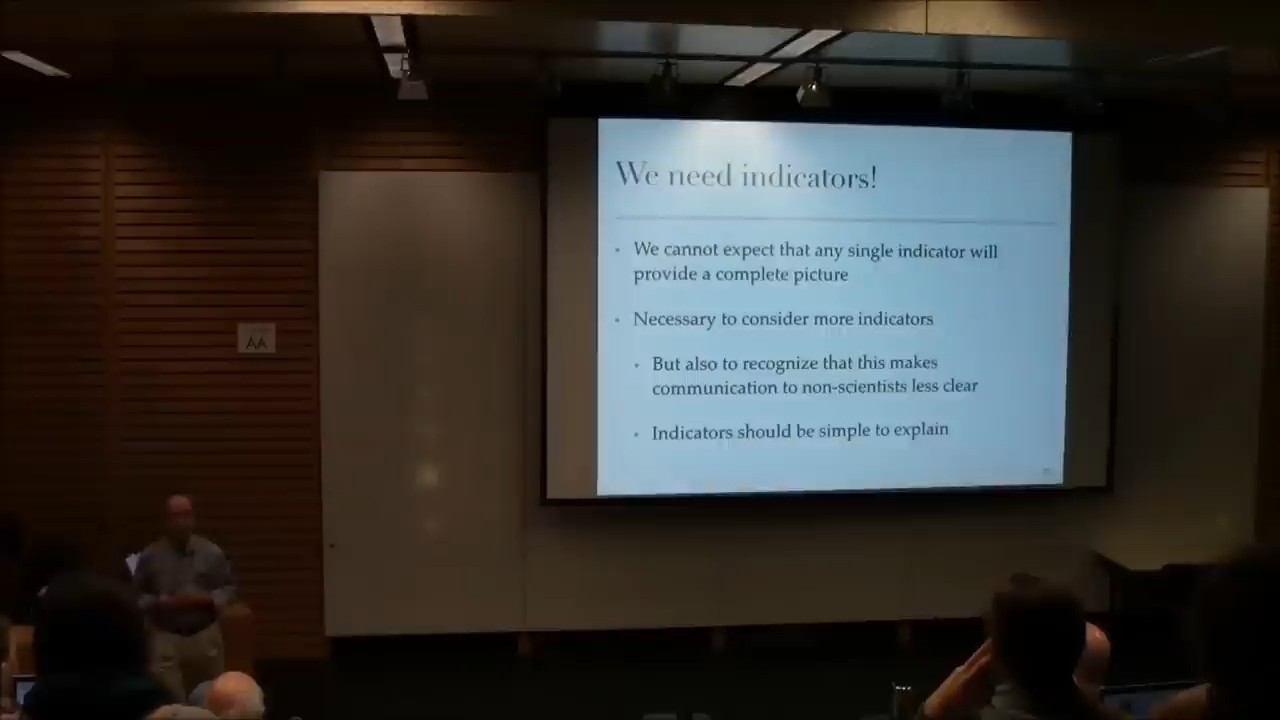 We need indicators!
We cannot expect that any single indicator will
provide a complete picture
Necessary to consider more indicators
But also to recognize that this makes
communication to non-scientists less clear
Indicators should be simple to explain
AA